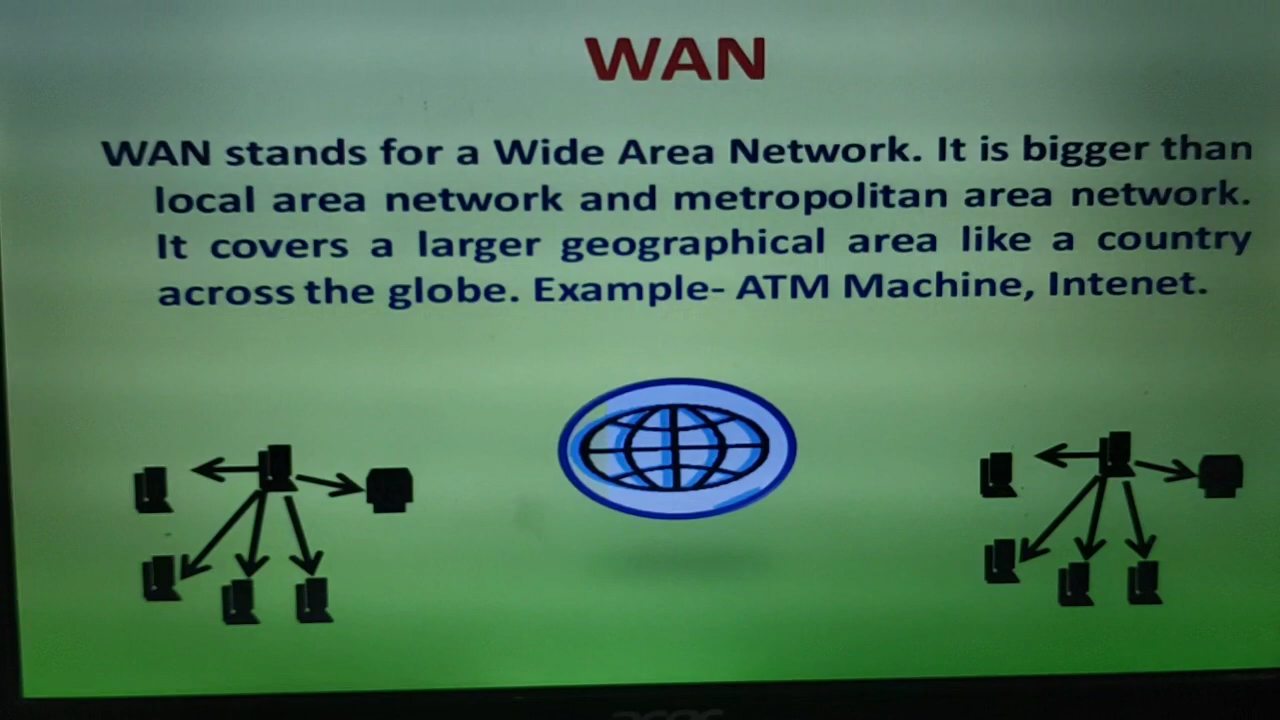 WAN
WAN stands for a Wide Area Network. It is bigger than
local area network and metropolitan area network.
It covers a larger geographical area like a country
across the globe. Example- ATM Machine, Intenet.